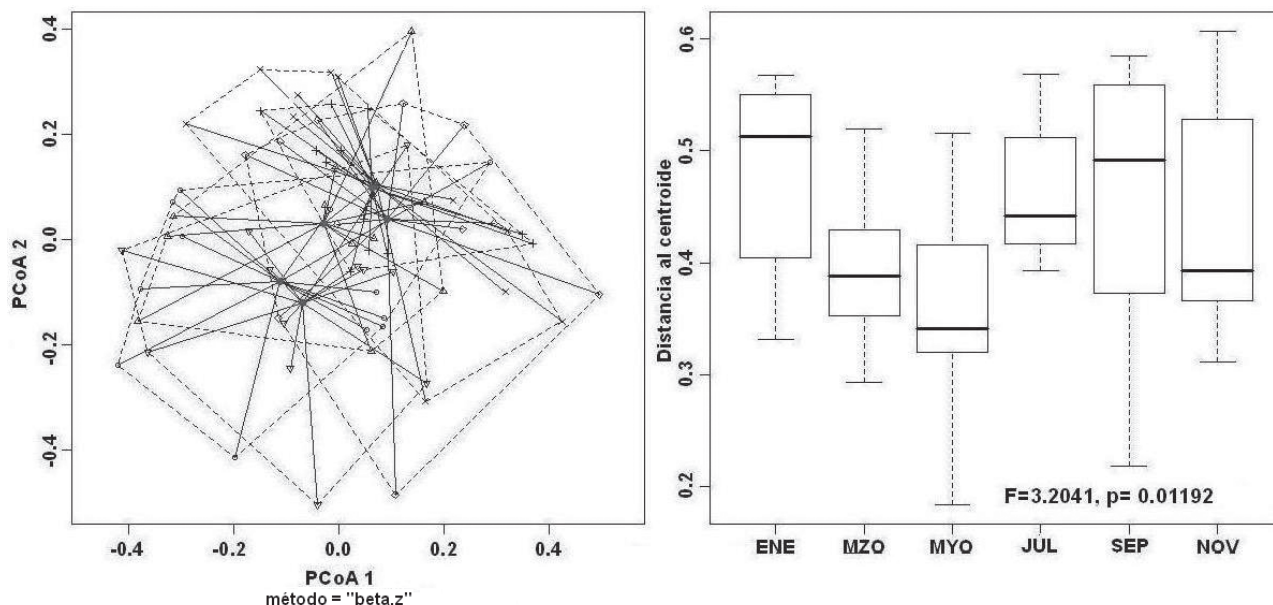 0.4
0.2
0.0
-0.2
-0.4
PCoA 2
-0.4
-0.2
0.0
0.2
0.4
PCoA 1
método = "beta.z"
0.6
0.5
0.4
0.3
0.2
Distancia al centroide
F=3.2041, p= 0.01192
ENE
MZO
MYO
JUL
SEP
NOV